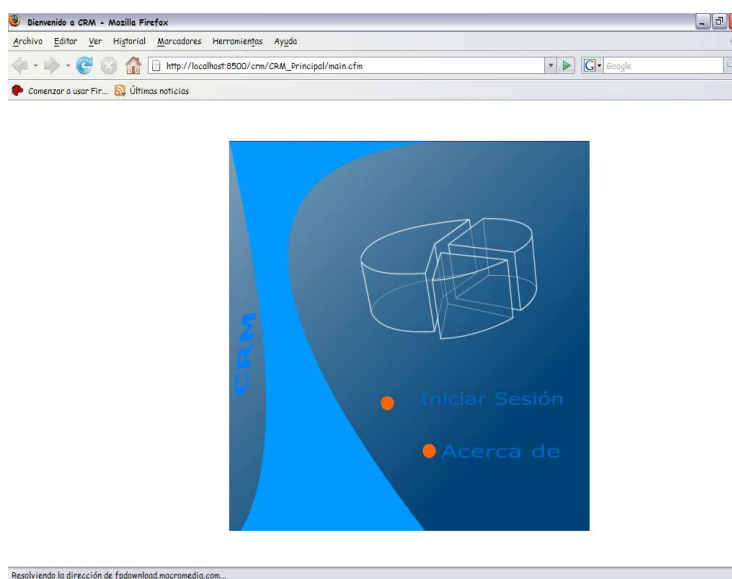 Bienvenido a CRM - Mozilla Firefox
Archivo Editar Ver Historial Marcadores Herramientas Ayuda
http://localhost:8500/crm/CRM_Principal/main.cfm
G Google
Comenzar a usar Fir... Últimas noticias
CRM
Iniciar Sesión
Acerca de
Resolviendo la dirección de fpdownload.macromedia.com...